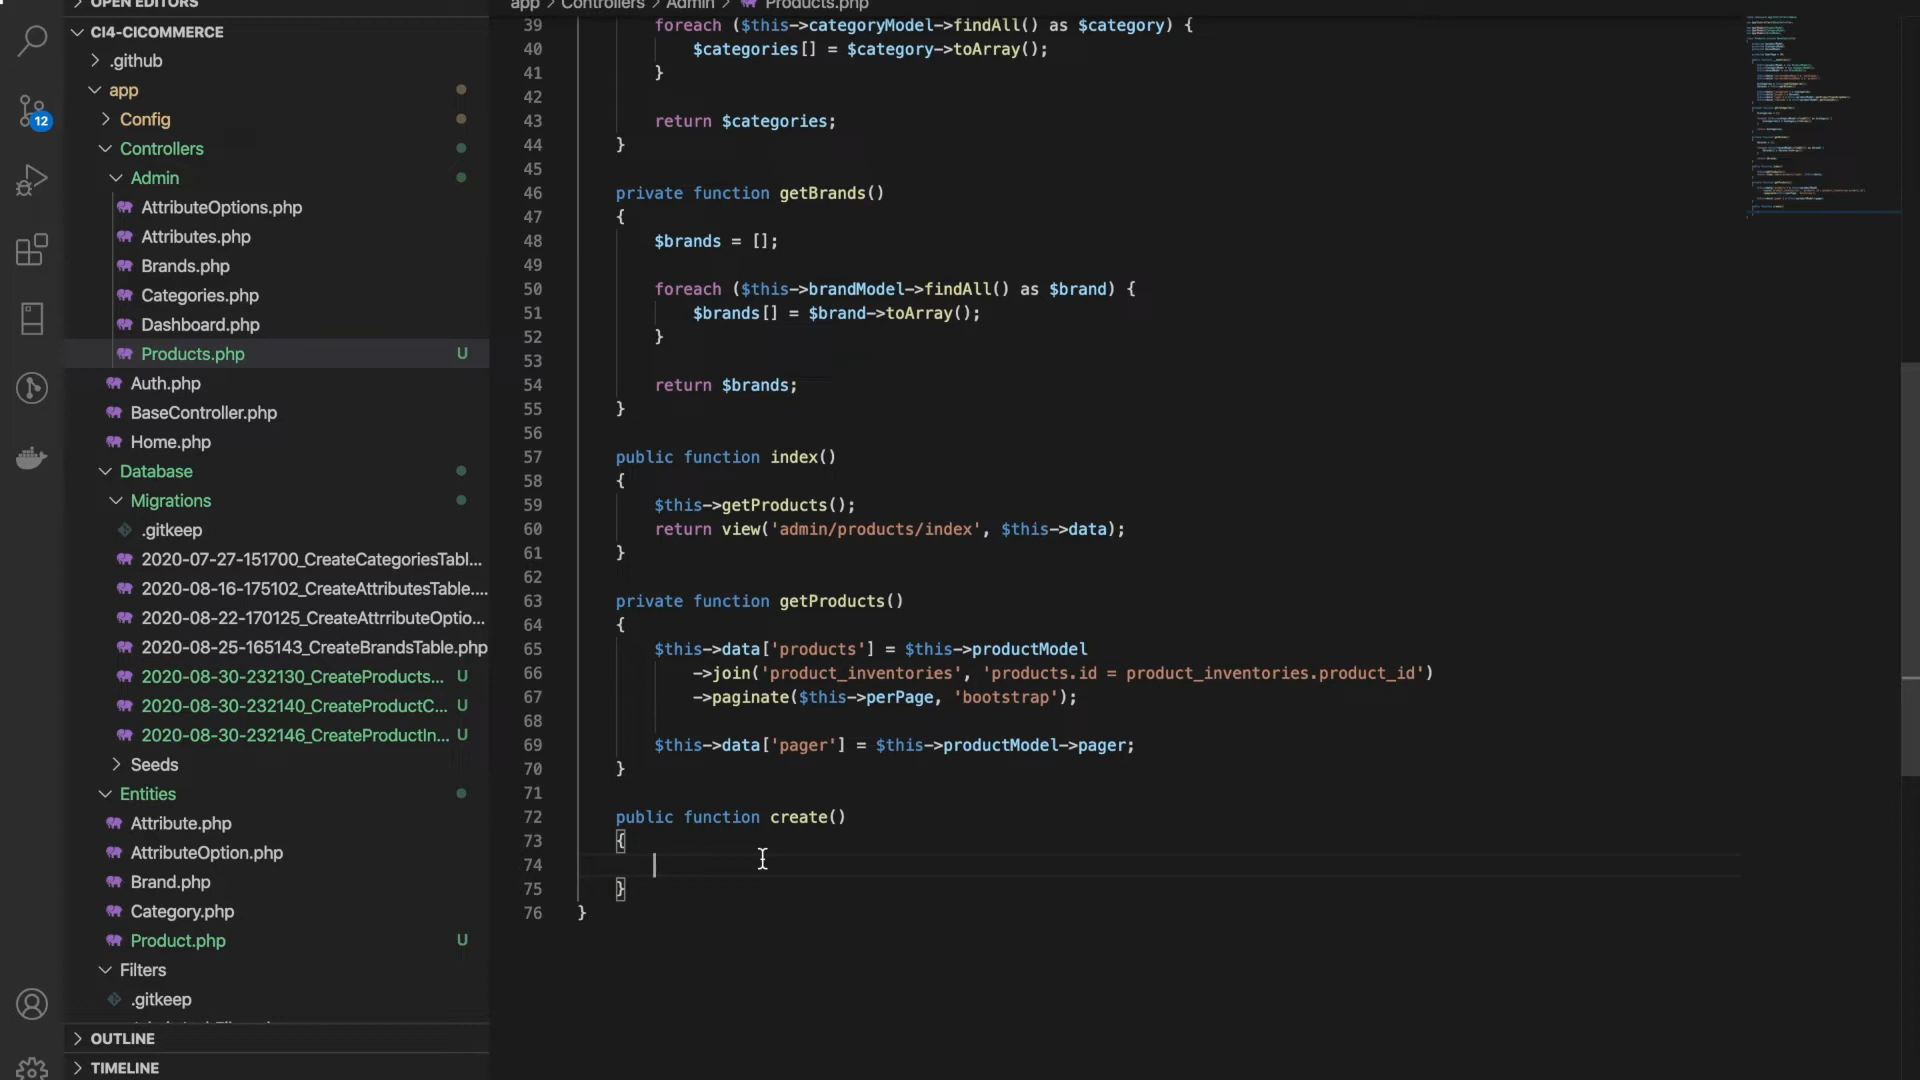 OPEN EDITORS
CI4-CICOMMERCE
.github
app
Config
Controllers
Admin
AttributeOptions.php
Attributes.php
Brands.php
Categories.php
Dashboard.php
Products.php U
Auth.php
BaseController.php
Home.php
Database
Migrations
.gitkeep
2020-07-27-151700_CreateCategoriesTabl...
2020-08-16-175102_CreateAttributesTable....
2020-08-22-170125_CreateAttrributeOptio...
2020-08-25-165143_CreateBrandsTable.php
2020-08-30-232130_CreateProducts... U
2020-08-30-232140_CreateProductC... U
2020-08-30-232146_CreateProductIn... U
Seeds
Entities
Attribute.php
AttributeOption.php
Brand.php
Category.php
Product.php U
Filters
.gitkeep
OUTLINE
TIMELINE
12
app > Controllers > Admin > Products.php
39 foreach ($this->categoryModel->findAll() as $category) {
40 $categories[] = $category->toArray();
41 }
42
43 return $categories;
44 }
45
46 private function getBrands()
47 {
48 $brands = [];
49
50 foreach ($this->brandModel->findAll() as $brand) {
51 $brands[] = $brand->toArray();
52 }
53
54 return $brands;
55 }
56
57 public function index()
58 {
59 $this->getProducts();
60 return view('admin/products/index', $this->data);
61 }
62
63 private function getProducts()
64 {
65 $this->data['products'] = $this->productModel
66 ->join('product_inventories', 'products.id = product_inventories.product_id')
67 ->paginate($this->perPage, 'bootstrap');
68
69 $this->data['pager'] = $this->productModel->pager;
70 }
71
72 public function create()
73 {
74
75 }
76 }